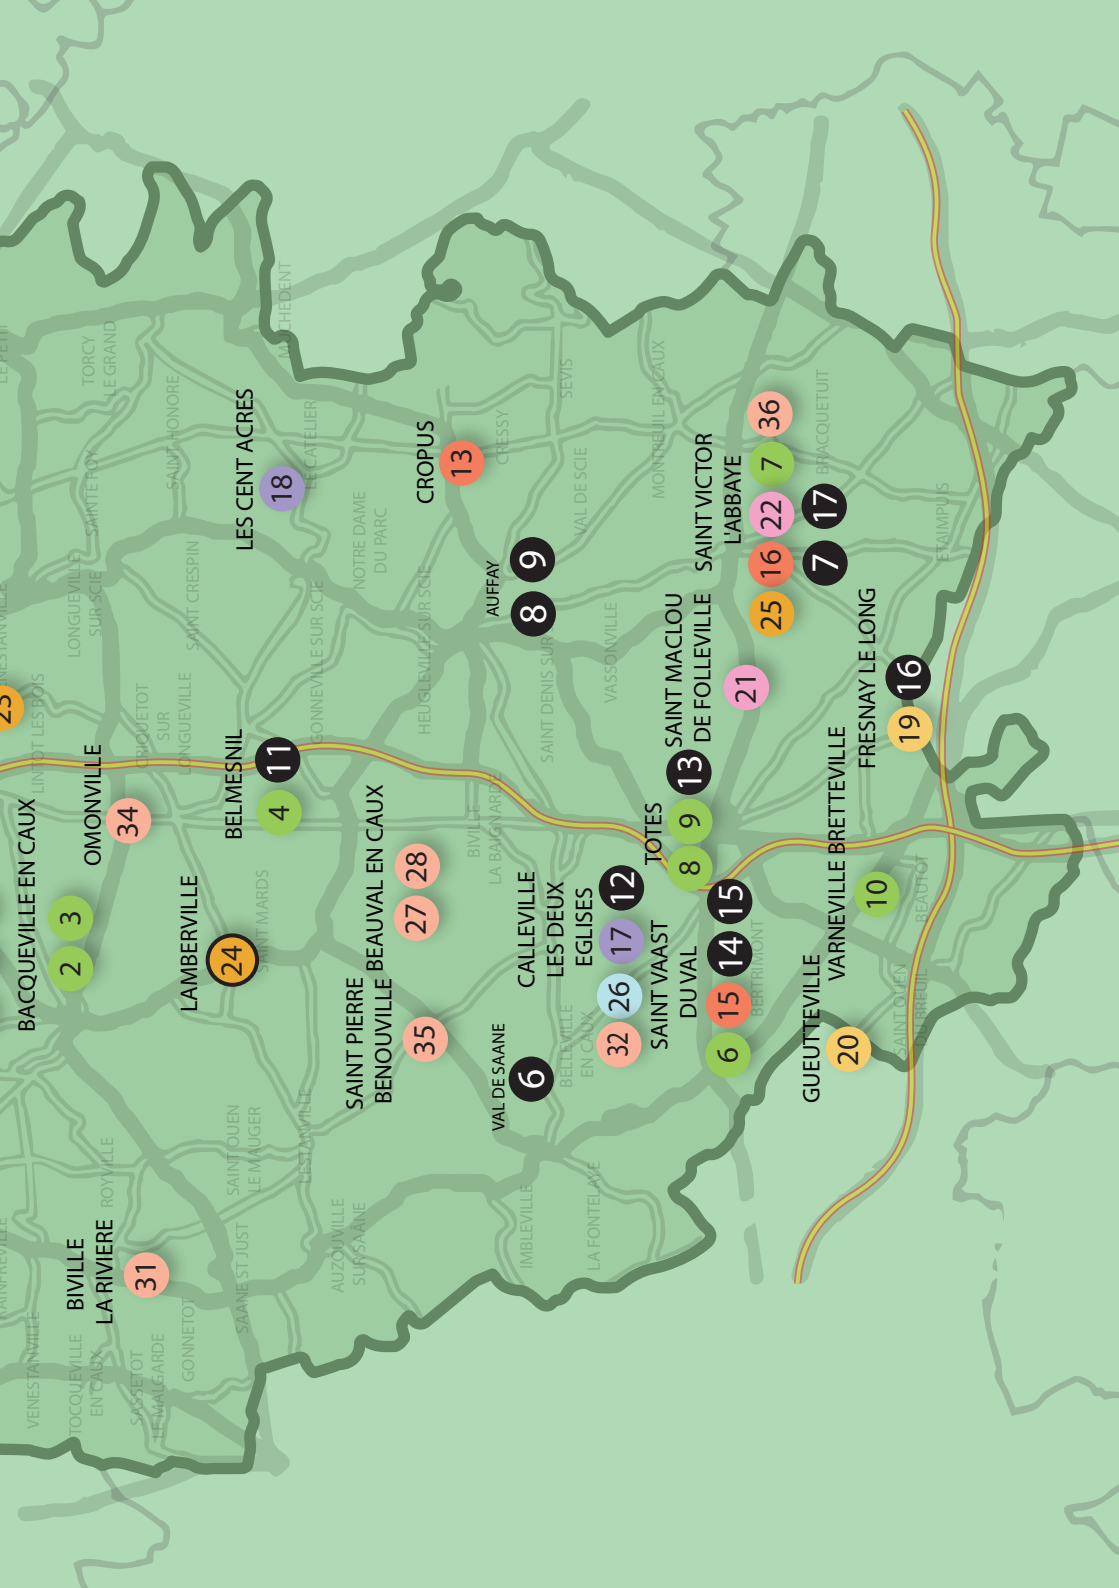 BACQUEVILLE EN CAUX
2
3
OMONVILLE
34
BIVILLE
LA RIVIERE
31
LAMBERVILLE
24
BELMESNIL
4
11
LES CENT ACRES
18
SAINT PIERRE
BENOUVILLE
35
BEAUVAL EN CAUX
27
28
CROPUS
13
VAL DE SAANE
6
AUFFAY
8
9
CALLEVILLE
LES DEUX
EGLISES
32
26
17
12
SAINT VAAST
DU VAL
6
15
14
15
TOTES
8
9
13
SAINT MACLOU
DE FOLLEVILLE
21
SAINT VICTOR
L'ABBAYE
25
16
22
7
36
7
17
GUEUTTEVILLE
20
VARNEVILLE BRETTEVILLE
10
FRESNAY LE LONG
19
16
VENESTANVILLE
TOCQUEVILLE
EN CAUX
SASSETOT
LE MALGARDE
GONNETOT
SAANE ST JUST
ROYVILLE
SAINT OUEN
LE MAUGER
LESTANVILLE
AUZOUVILLE
SUR SAANE
IMBLEVILLE
LA FONTELAYE
BELLEVILLE
EN CAUX
SAINT MARDS
LINTOT LES BOIS
CRIQUETOT
SUR
LONGUEVILLE
LONGUEVILLE
SUR SCIE
SAINTE FOY
TORCY
LE GRAND
SAINT HONORE
SAINT CRESPIN
MUCHEDENT
LE CATELIER
GONNEVILLE SUR SCIE
NOTRE DAME
DU PARC
HEUGLEVILLE SUR SCIE
CRESSY
SEVIS
BIVILLE
LA BAIGNARDE
SAINT DENIS SUR
VAL DE SCIE
VASSONVILLE
MONTREUIL EN CAUX
BRACQUETUIT
ETAIMPUS
BERTRIMONT
SAINT OUEN
DU BREUIL
BEAUTOT
LE PETIT
23